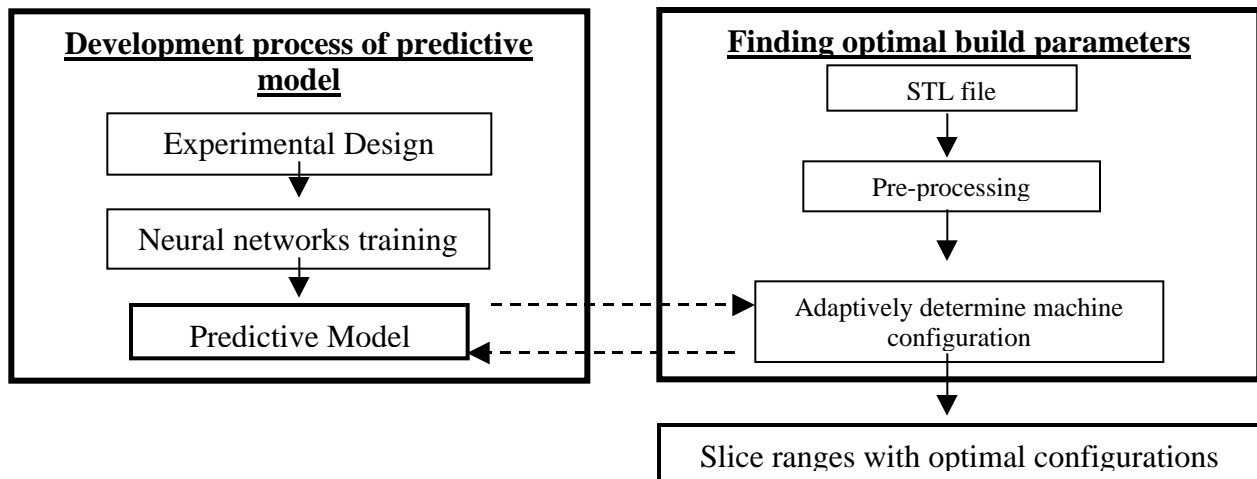 Development process of predictive
model
Experimental Design
Neural networks training
Predictive Model
Finding optimal build parameters
STL file
Pre-processing
Adaptively determine machine
configuration
Slice ranges with optimal configurations